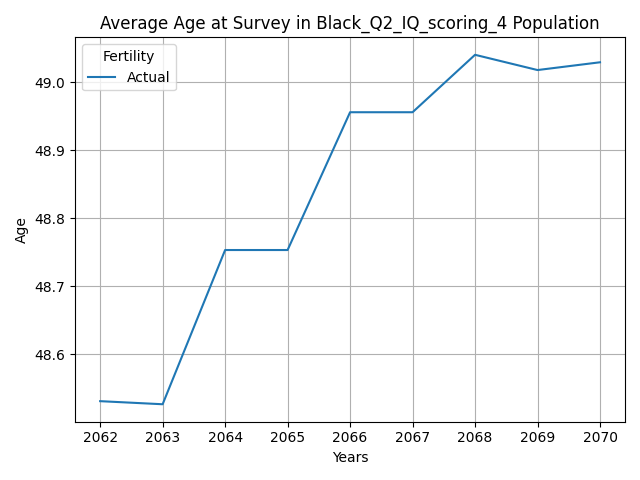 Average Age at Survey in Black_Q2_IQ_scoring_4 Population
Fertility
Actual
49.0
48.9
48.8
48.7
48.6
Age
2062 2063 2064 2065 2066 2067 2068 2069 2070
Years